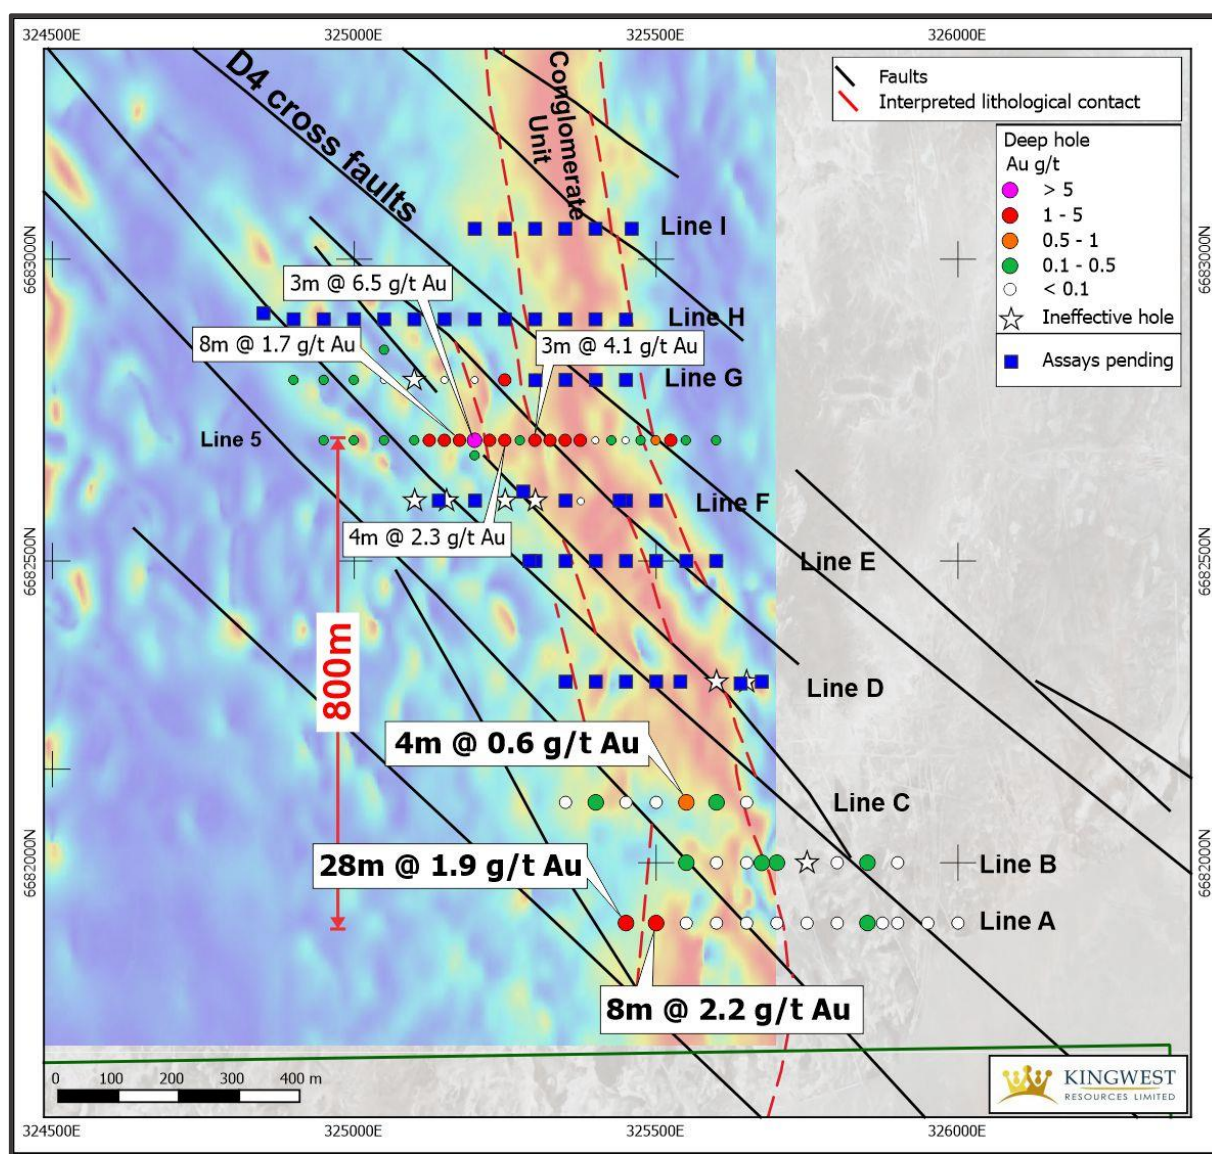 324500E 325000E 325500E 326000E
D4 cross faults
Conglomerate
Unit
Faults
Interpreted lithological contact
Deep hole
Au g/t
> 5
1 - 5
0.5 - 1
0.1 - 0.5
< 0.1
Ineffective hole
Assays pending
6683000N
6683000N
Line I
3m @ 6.5 g/t Au
Line H
8m @ 1.7 g/t Au
3m @ 4.1 g/t Au
Line G
Line 5
Line F
4m @ 2.3 g/t Au
6682500N
6682500N
Line E
800m
Line D
4m @ 0.6 g/t Au
Line C
28m @ 1.9 g/t Au
6682000N
6682000N
Line B
Line A
8m @ 2.2 g/t Au
0 100 200 300 400 m
KINGWEST
RESOURCES LIMITED
324500E 325000E 325500E 326000E